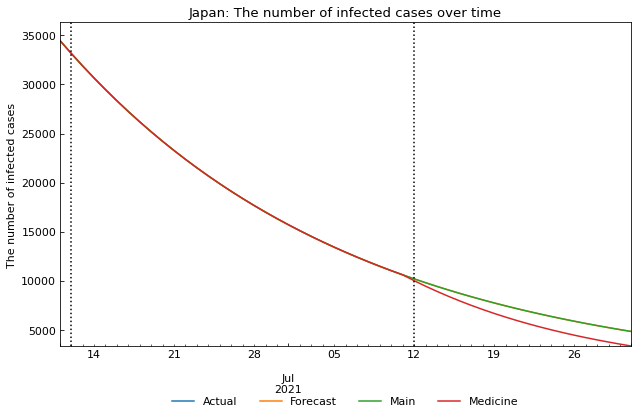 Japan: The number of infected cases over time
The number of infected cases
35000
30000
25000
20000
15000
10000
5000
14 21 28 05 12 19 26
Jul
2021
Actual Forecast Main Medicine